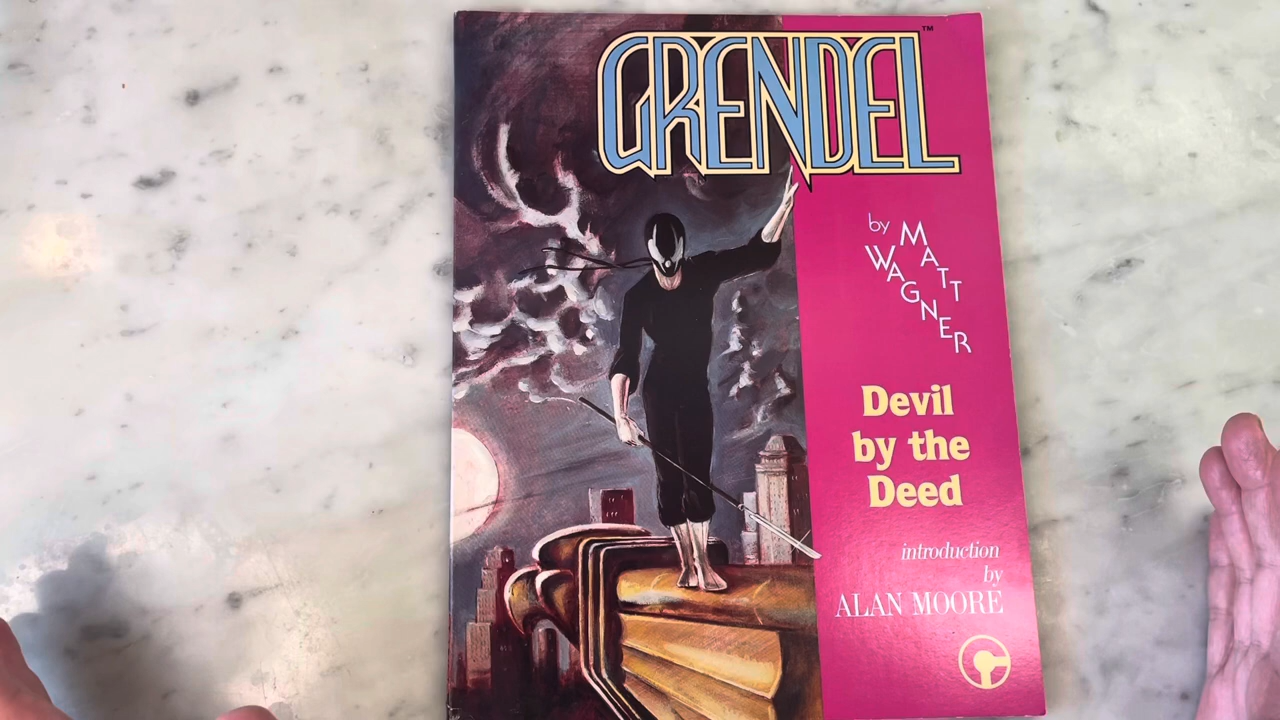 GRENDEL™
by MATT
WAGNER
Devil
by the
Deed
introduction
by
ALAN MOORE